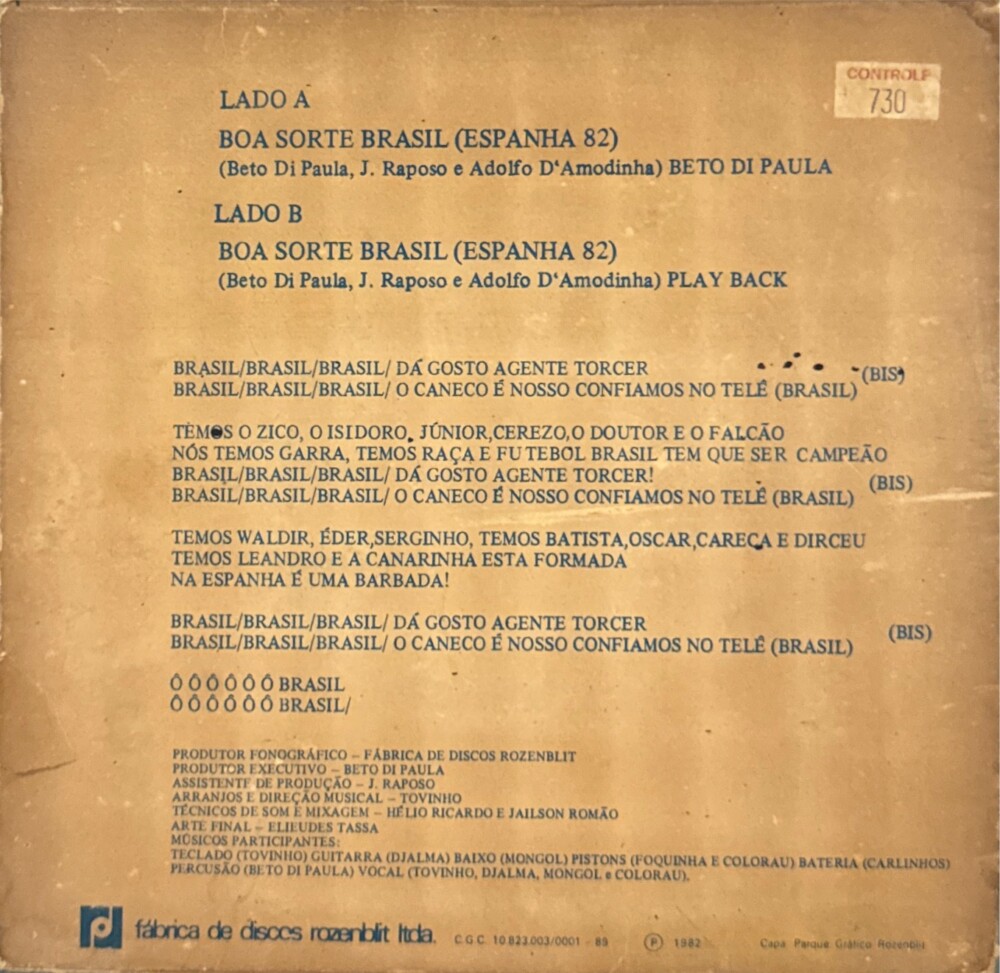 CONTROLE
730
LADO A
BOA SORTE BRASIL (ESPANHA 82)
(Beto Di Paula, J. Raposo e Adolfo D'Amodinha) BETO DI PAULA
LADO B
BOA SORTE BRASIL (ESPANHA 82)
(Beto Di Paula, J. Raposo e Adolfo D'Amodinha) PLAY BACK
BRASIL/BRASIL/BRASIL/ DÁ GOSTO AGENTE TORCER
BRASIL/BRASIL/BRASIL/ O CANECO É NOSSO CONFIAMOS NO TELÊ (BRASIL) (BIS)
TEMOS O ZICO, O ISIDORO, JÚNIOR,CEREZO,O DOUTOR E O FALCÃO
NÓS TEMOS GARRA, TEMOS RAÇA E FUTEBOL BRASIL TEM QUE SER CAMPEÃO
BRASIL/BRASIL/BRASIL/ DÁ GOSTO AGENTE TORCER!
BRASIL/BRASIL/BRASIL/ O CANECO É NOSSO CONFIAMOS NO TELÊ (BRASIL) (BIS)
TEMOS WALDIR, ÉDER,SERGINHO, TEMOS BATISTA,OSCAR,CARECA E DIRCEU
TEMOS LEANDRO E A CANARINHA ESTA FORMADA
NA ESPANHA É UMA BARBADA!
BRASIL/BRASIL/BRASIL/ DÁ GOSTO AGENTE TORCER
BRASIL/BRASIL/BRASIL/ O CANECO É NOSSO CONFIAMOS NO TELÊ (BRASIL) (BIS)
Ô Ô Ô Ô Ô Ô BRASIL
Ô Ô Ô Ô Ô Ô BRASIL/
PRODUTOR FONOGRÁFICO – FÁBRICA DE DISCOS ROZENBLIT
PRODUTOR EXECUTIVO – BETO DI PAULA
ASSISTENTE DE PRODUÇÃO – J. RAPOSO
ARRANJOS E DIREÇÃO MUSICAL – TOVINHO
TÉCNICOS DE SOM E MIXAGEM – HÉLIO RICARDO E JAILSON ROMÃO
ARTE FINAL – ELIEUDES TASSA
MÚSICOS PARTICIPANTES:
TECLADO (TOVINHO) GUITARRA (DJALMA) BAIXO (MONGOL) PISTONS (FOQUINHA E COLORAU) BATERIA (CARLINHOS)
PERCUSÃO (BETO DI PAULA) VOCAL (TOVINHO, DJALMA, MONGOL e COLORAU).
fábrica de discos rozenblit ltda. C.G.C. 10.823.003/0001 - 89 Ⓟ 1982 Capa: Parque Gráfico Rozenblit